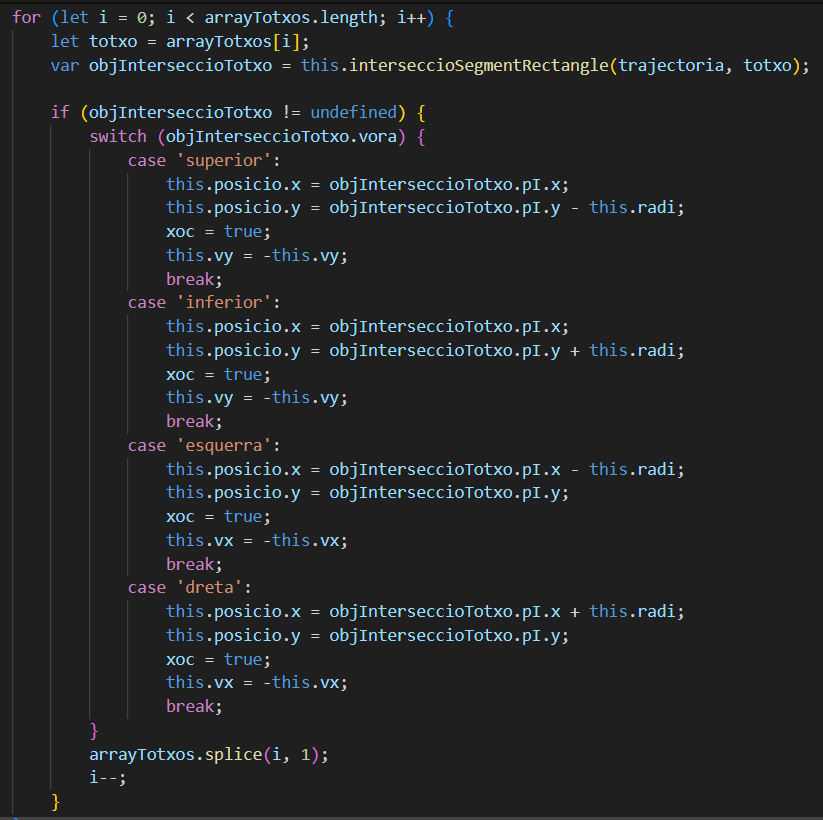 for (let i = 0; i < arrayTotxos.length; i++) {
    let totxo = arrayTotxos[i];
    var objInterseccioTotxo = this.interseccioSegmentRectangle(trajectoria, totxo);

    if (objInterseccioTotxo != undefined) {
        switch (objInterseccioTotxo.vora) {
            case 'superior':
                this.posicio.x = objInterseccioTotxo.pI.x;
                this.posicio.y = objInterseccioTotxo.pI.y - this.radi;
                xoc = true;
                this.vy = -this.vy;
                break;
            case 'inferior':
                this.posicio.x = objInterseccioTotxo.pI.x;
                this.posicio.y = objInterseccioTotxo.pI.y + this.radi;
                xoc = true;
                this.vy = -this.vy;
                break;
            case 'esquerra':
                this.posicio.x = objInterseccioTotxo.pI.x - this.radi;
                this.posicio.y = objInterseccioTotxo.pI.y;
                xoc = true;
                this.vx = -this.vx;
                break;
            case 'dreta':
                this.posicio.x = objInterseccioTotxo.pI.x + this.radi;
                this.posicio.y = objInterseccioTotxo.pI.y;
                xoc = true;
                this.vx = -this.vx;
                break;
        }
        arrayTotxos.splice(i, 1);
        i--;
    }